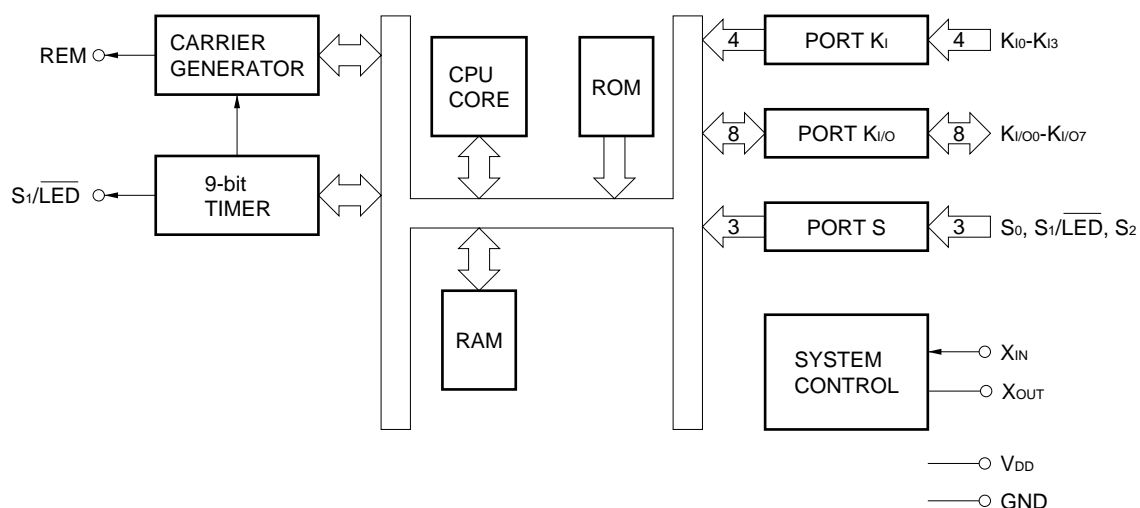 REM
CARRIER
GENERATOR
S1/LED
9-bit
TIMER
CPU
CORE
ROM
RAM
4
PORT KI
4
KI0-KI3
8
PORT KI/O
8
KI/O0-KI/O7
3
PORT S
3
S0, S1/LED, S2
SYSTEM
CONTROL
XIN
XOUT
VDD
GND